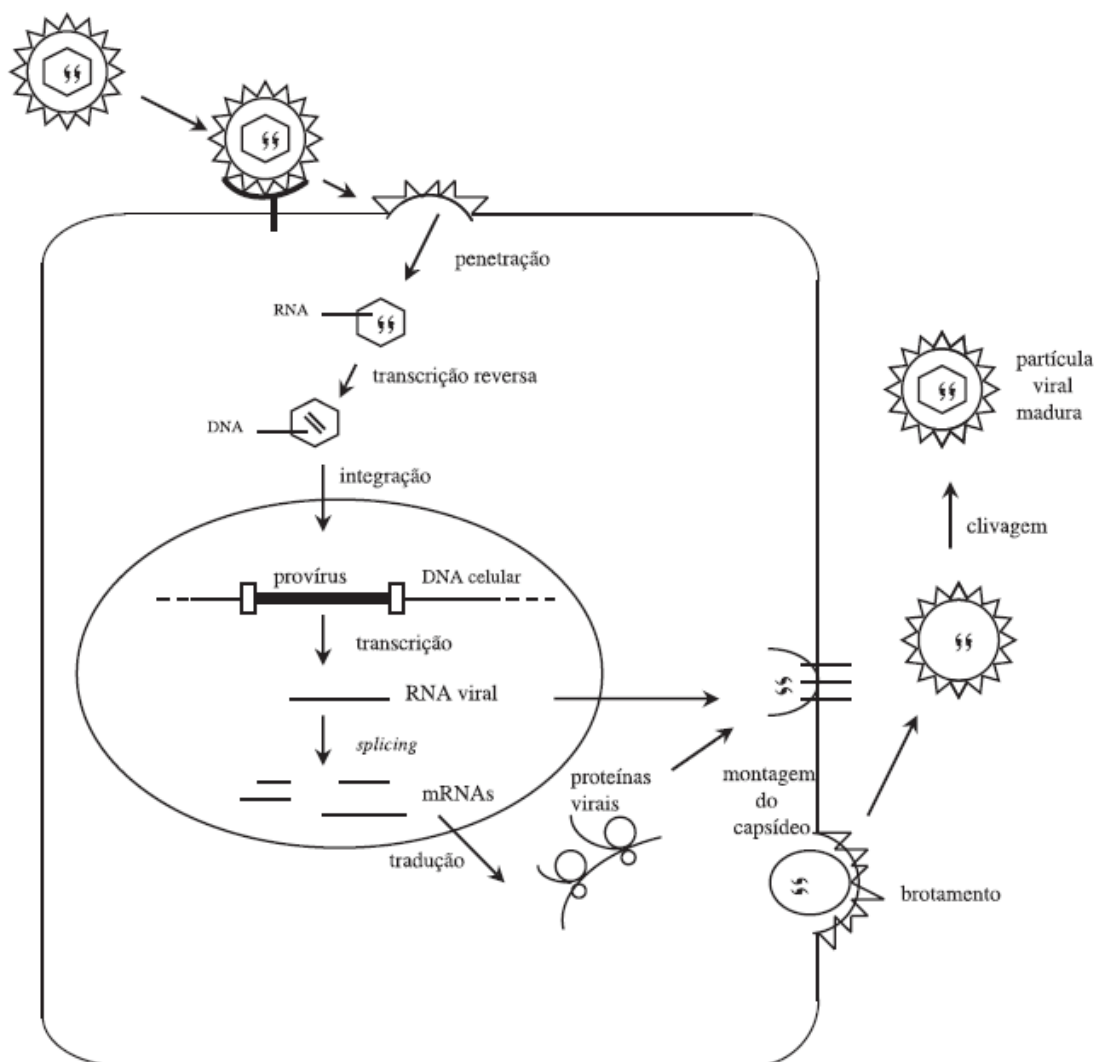 penetração
RNA
transcrição reversa
DNA
integração
provírus
DNA celular
transcrição
RNA viral
splicing
mRNAs
tradução
proteínas
virais
montagem
do
capsídeo
brotamento
clivagem
partícula
viral
madura